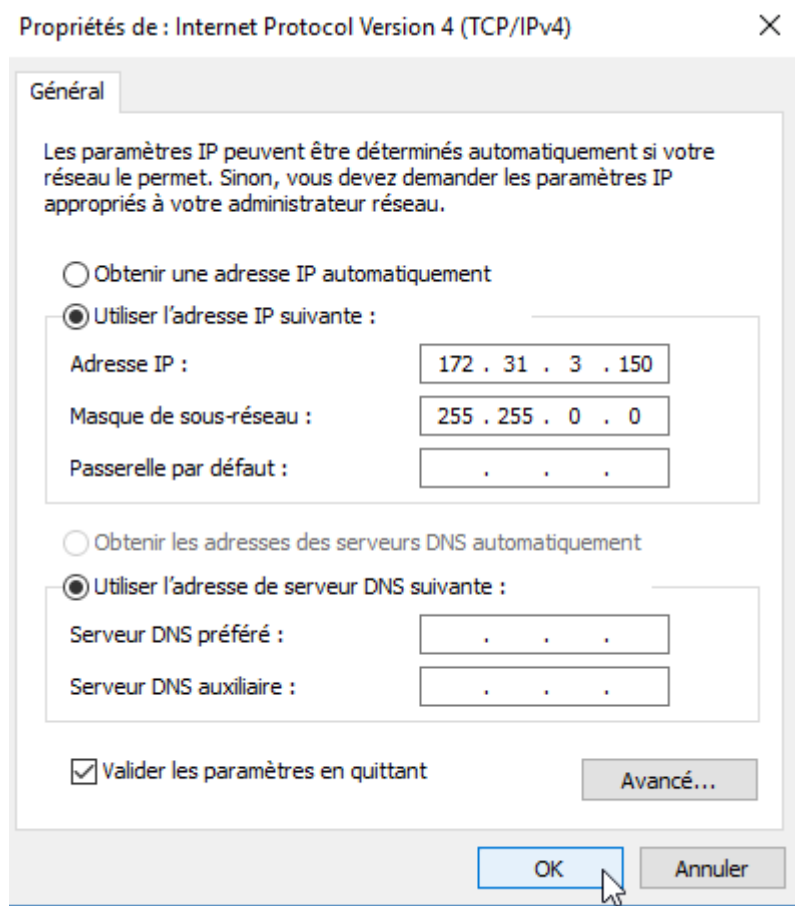 Propriétés de : Internet Protocol Version 4 (TCP/IPv4)
Général
Les paramètres IP peuvent être déterminés automatiquement si votre
réseau le permet. Sinon, vous devez demander les paramètres IP
appropriés à votre administrateur réseau.
Obtenir une adresse IP automatiquement
Utiliser l'adresse IP suivante :
Adresse IP : 172 . 31 . 3 . 150
Masque de sous-réseau : 255 . 255 . 0 . 0
Passerelle par défaut : . . .
Obtenir les adresses des serveurs DNS automatiquement
Utiliser l'adresse de serveur DNS suivante :
Serveur DNS préféré : . . .
Serveur DNS auxiliaire : . . .
Valider les paramètres en quittant
Avancé...
OK Annuler